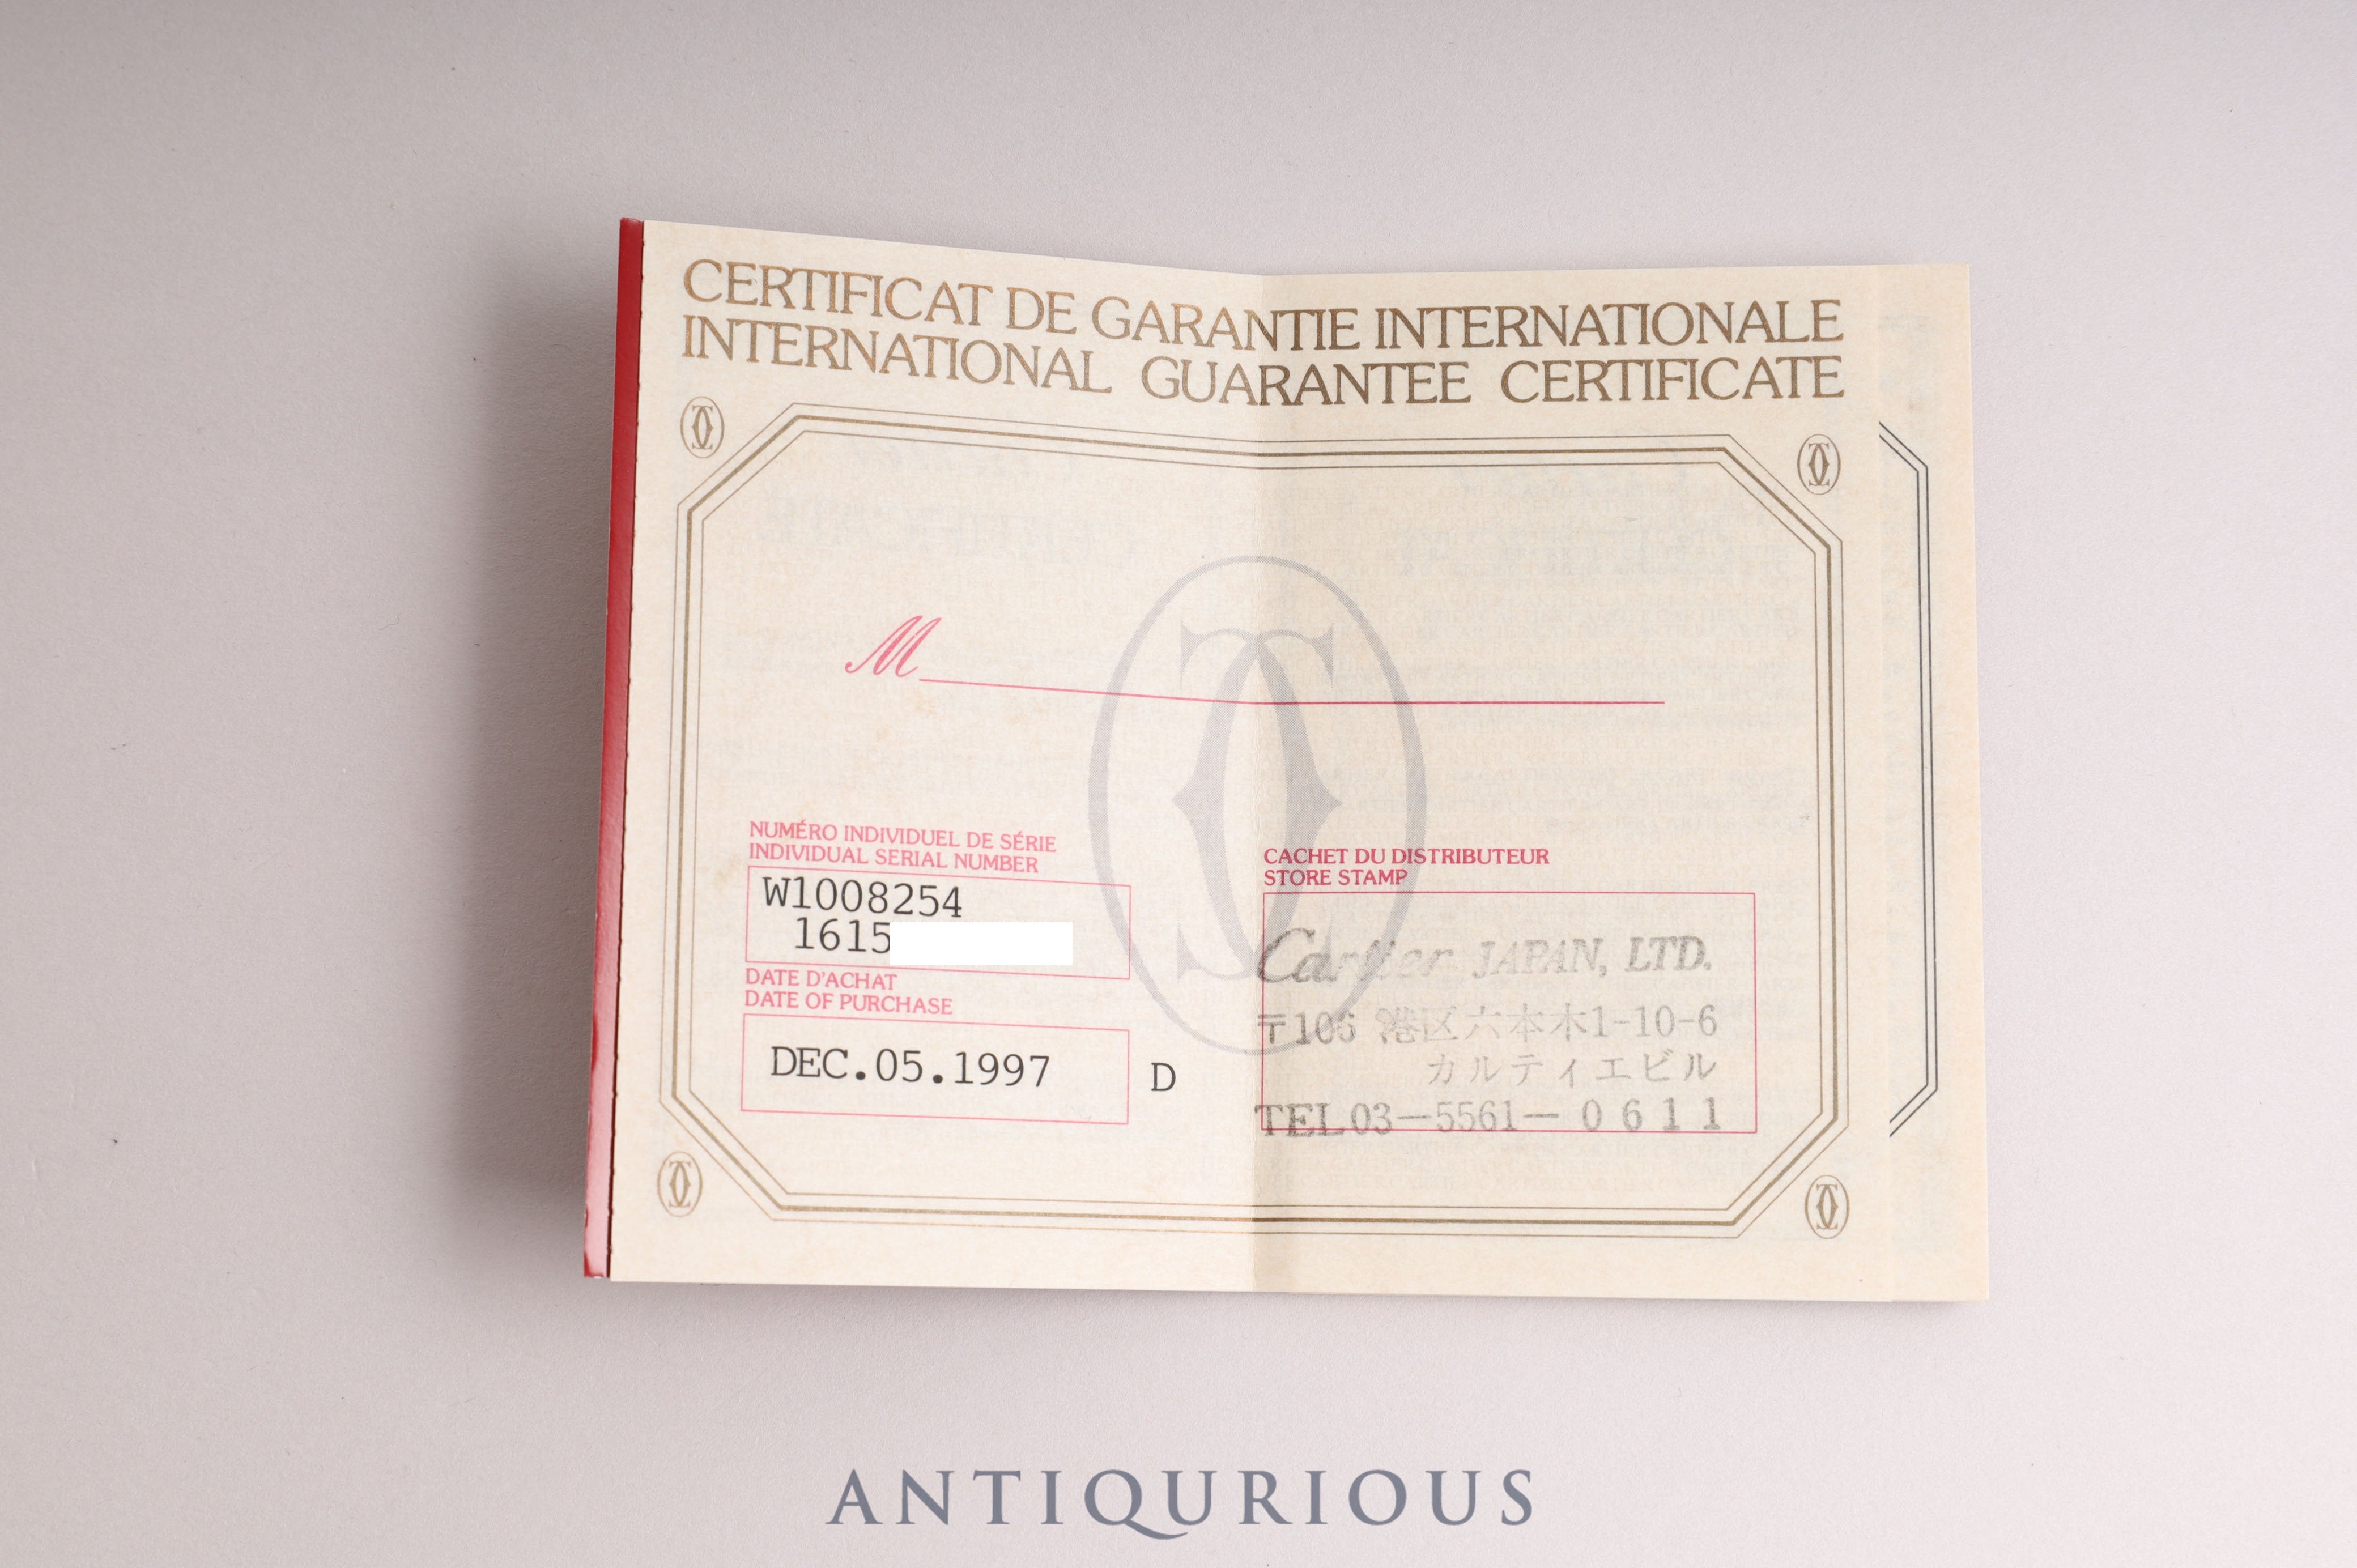 CERTIFICAT DE GARANTIE INTERNATIONALE
INTERNATIONAL GUARANTEE CERTIFICATE
M
NUMÉRO INDIVIDUEL DE SÉRIE
INDIVIDUAL SERIAL NUMBER
W1008254
1615
DATE D'ACHAT
DATE OF PURCHASE
DEC.05.1997
D
CACHET DU DISTRIBUTEUR
STORE STAMP
Cartier JAPAN, LTD.
〒106 港区六本木1-10-6
カルティエビル
TEL03-5561-0611
ANTIQURIOUS